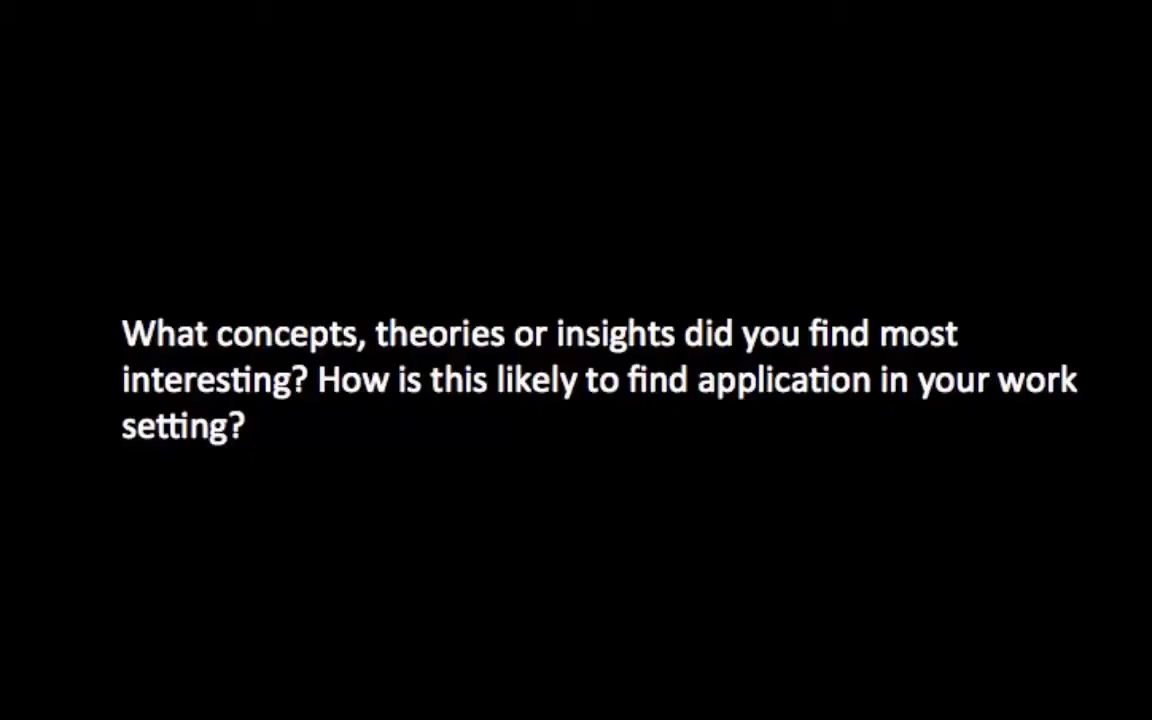 What concepts, theories or insights did you find most
interesting? How is this likely to find application in your work
setting?